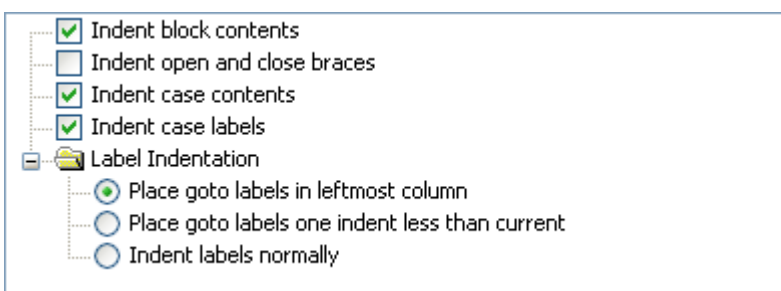 Indent block contents
Indent open and close braces
Indent case contents
Indent case labels
Label Indentation
Place goto labels in leftmost column
Place goto labels one indent less than current
Indent labels normally